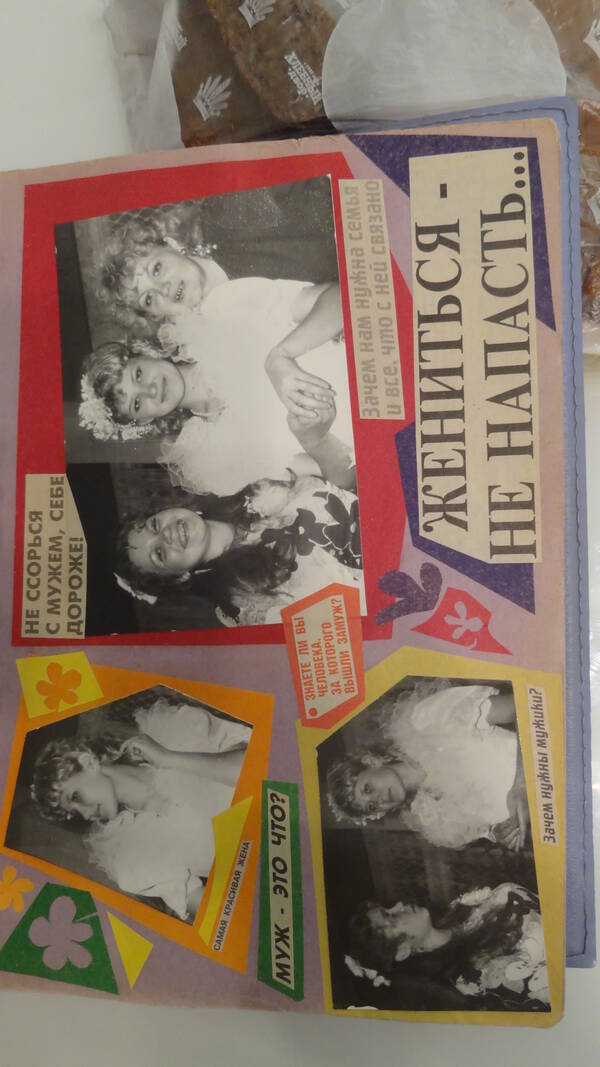 ЖЕНИТЬСЯ -
НЕ НАПАСТЬ...
Зачем нам нужна семья
и все, что с ней связано
НЕ ССОРЬСЯ
С МУЖЕМ, СЕБЕ
ДОРОЖЕ!
• ЗНАЕТЕ ЛИ ВЫ
ЧЕЛОВЕКА,
ЗА КОТОРОГО
ВЫШЛИ ЗАМУЖ?
САМАЯ КРАСИВАЯ ЖЕНА
МУЖ - ЭТО ЧТО?
Зачем нужны мужики?